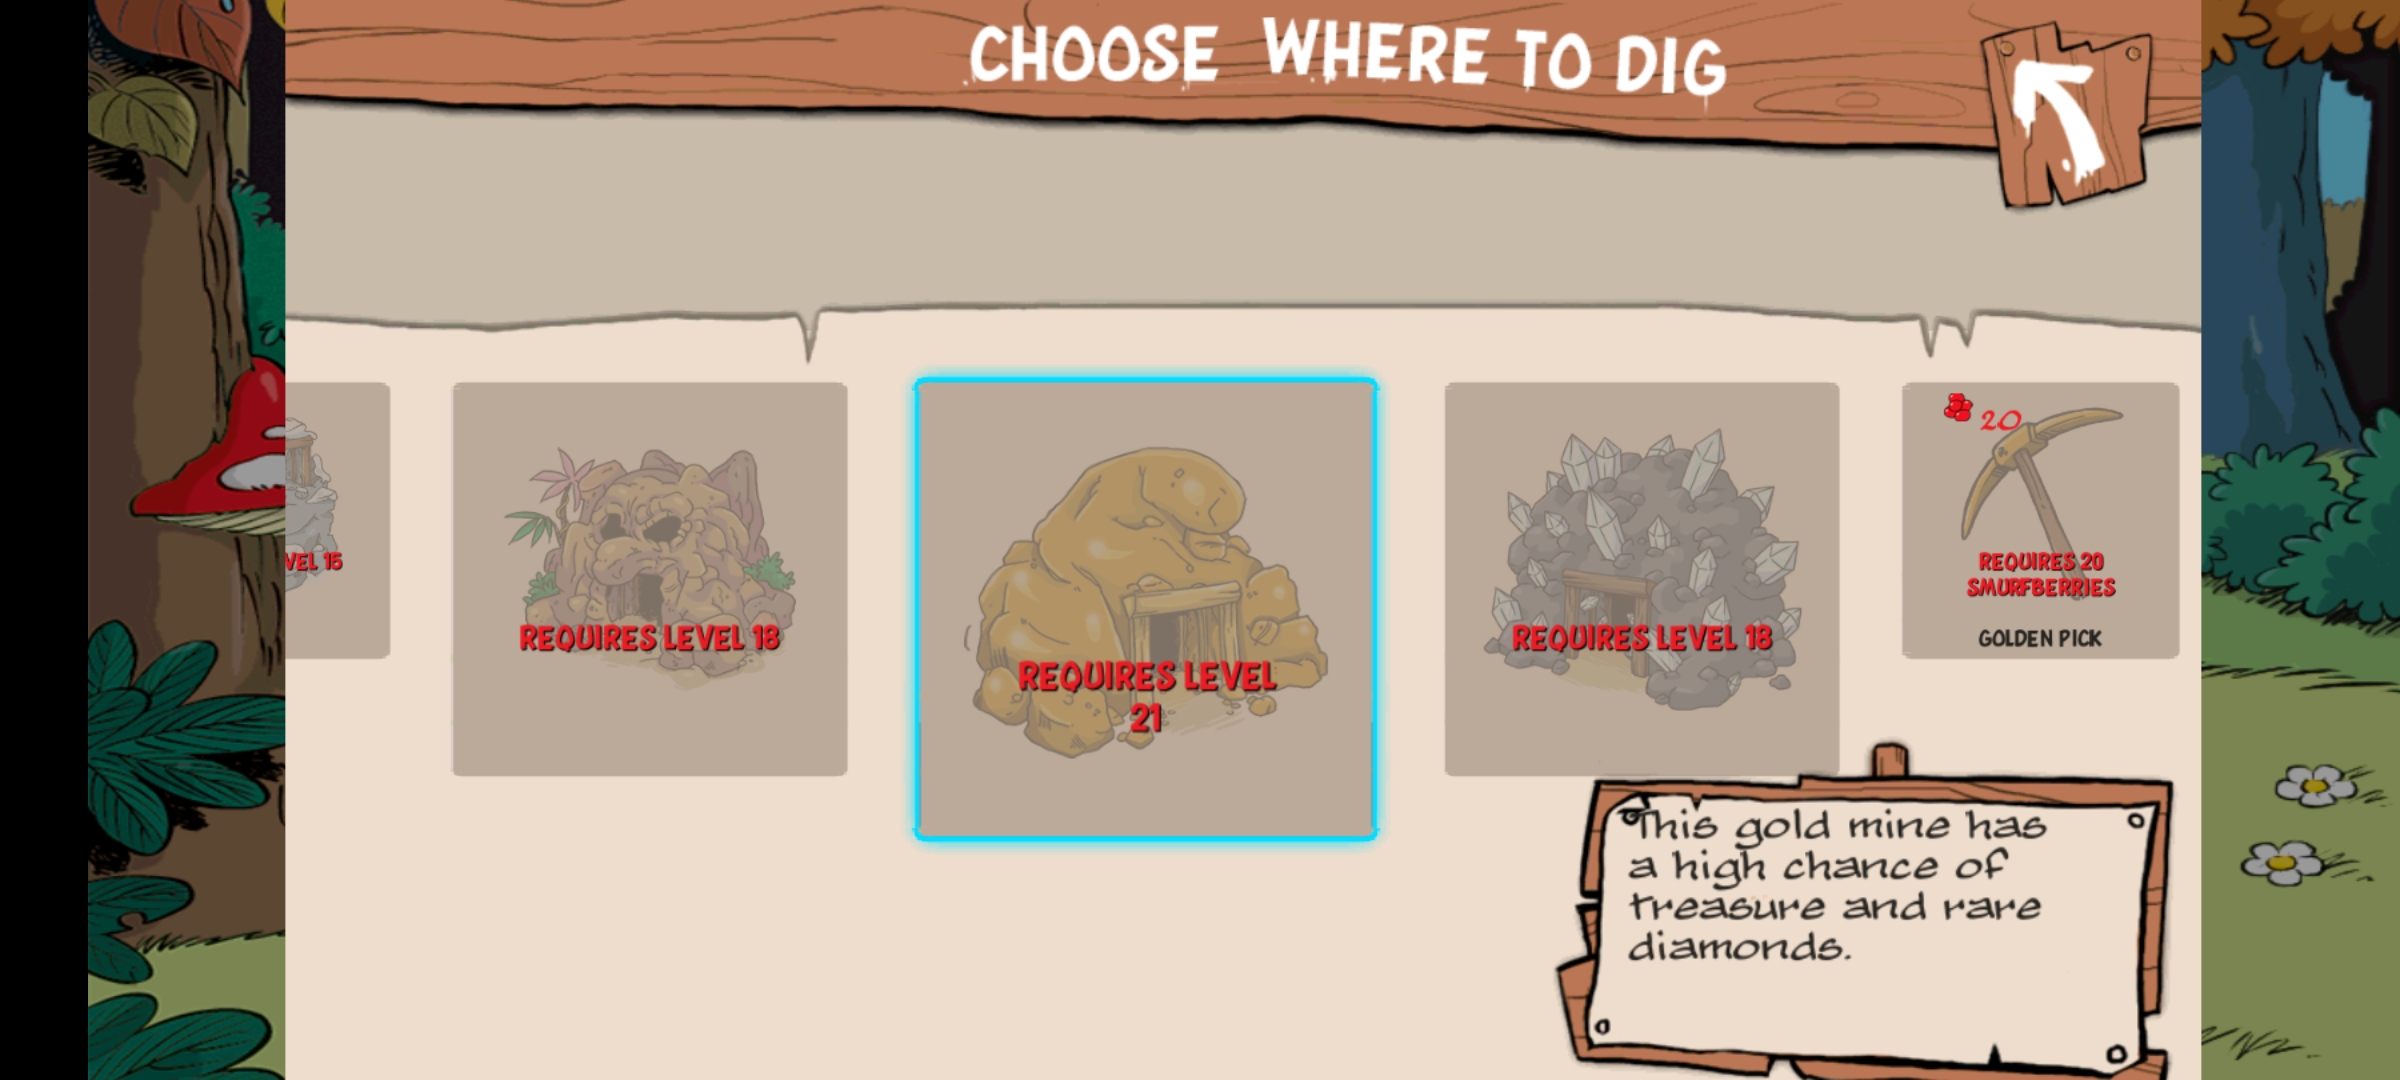 CHOOSE WHERE TO DIG
VEL 15
REQUIRES LEVEL 18
REQUIRES LEVEL
21
REQUIRES LEVEL 18
20
REQUIRES 20
SMURFBERRIES
GOLDEN PICK
This gold mine has
a high chance of
treasure and rare
diamonds.